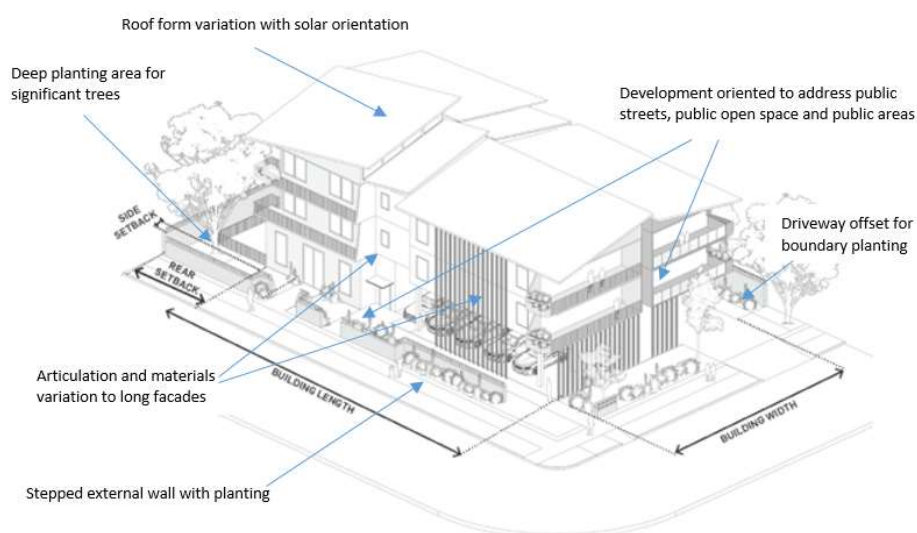 Roof form variation with solar orientation
Deep planting area for
significant trees
Development oriented to address public
streets, public open space and public areas
SIDE
SETBACK
Driveway offset for
boundary planting
REAR
SETBACK
Articulation and materials
variation to long facades
BUILDING LENGTH
BUILDING WIDTH
Stepped external wall with planting